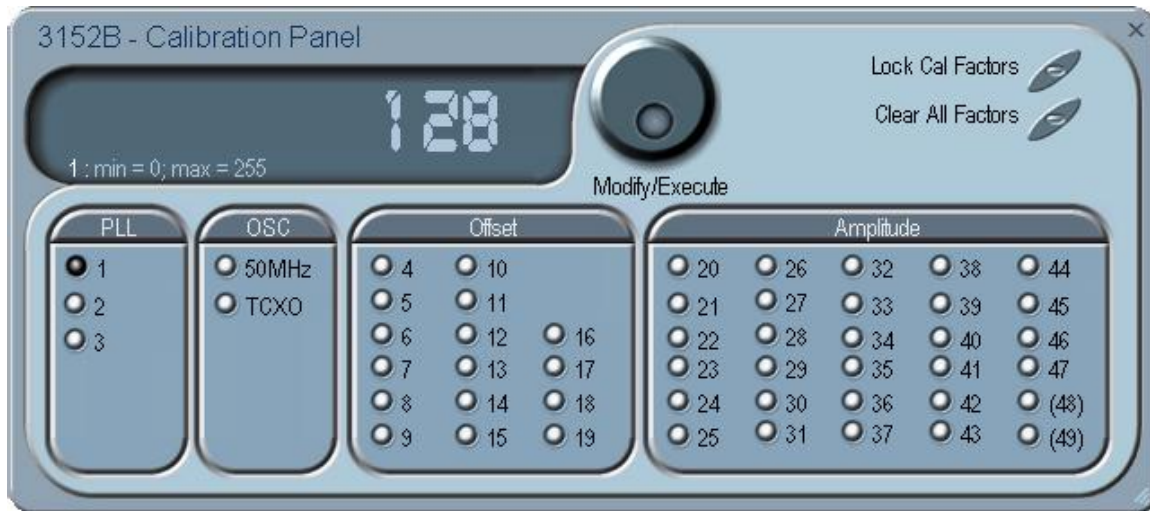 3152B - Calibration Panel
×
Lock Cal Factors
128
Clear All Factors
1 : min = 0; max = 255
Modify/Execute
PLL OSC Offset Amplitude
1 50MHz 4 10 20 26 32 38 44
2 TCXO 5 11 21 27 33 39 45
3 6 12 16 22 28 34 40 46
7 13 17 23 29 35 41 47
8 14 18 24 30 36 42 (48)
9 15 19 25 31 37 43 (49)